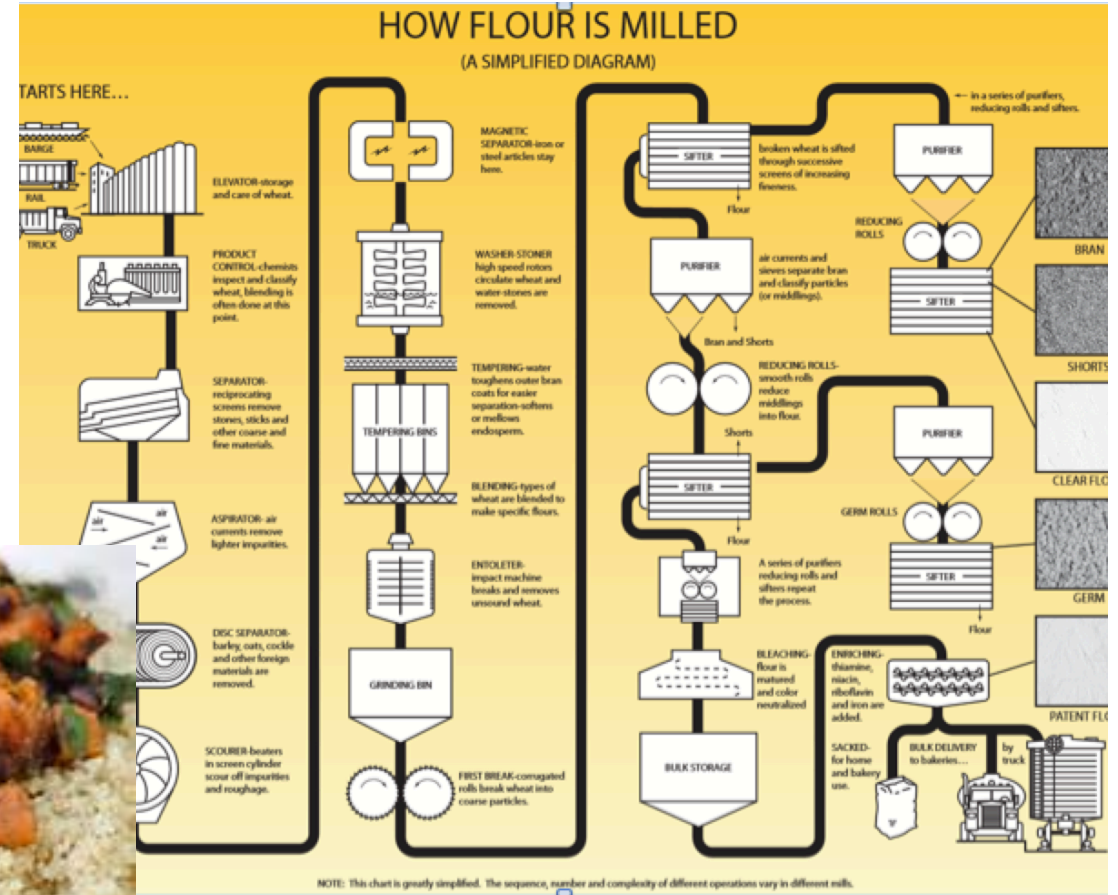 HOW FLOUR IS MILLED
(A SIMPLIFIED DIAGRAM)
TARTS HERE...
BARGE
RAIL
TRUCK
ELEVATOR-storage
and care of wheat.
PRODUCT
CONTROL-chemists
inspect and classify
wheat, blending is
often done at this
point.
SEPARATOR-
reciprocating
screens remove
stones, sticks and
other coarse and
fine materials.
air
air
air
ASPIRATOR- air
currents remove
lighter impurities.
DISC SEPARATOR-
barley, oats, cockle
and other foreign
materials are
removed.
SCOURER-beaters
in screen cylinder
scour off impurities
and roughage.
MAGNETIC
SEPARATOR-iron or
steel articles stay
here.
WASHER-STONER
high speed rotors
circulate wheat and
water-stones are
removed.
TEMPERING-water
toughens outer bran
coats for easier
separation-softens
or mellows
endosperm.
TEMPERING BINS
BLENDING-types of
wheat are blended to
make specific flours.
ENTOLETER-
impact machine
breaks and removes
unsound wheat.
GRINDING BIN
FIRST BREAK-corrugated
rolls break wheat into
coarse particles.
SIFTER
broken wheat is sifted
through successive
screens of increasing
fineness.
Flour
PURIFIER
air currents and
sieves separate bran
and classify particles
(or middlings).
Bran and Shorts
REDUCING ROLLS-
smooth rolls
reduce
middlings
into flour.
Shorts
SIFTER
Flour
A series of purifiers
reducing rolls and
sifters repeat
the process.
BLEACHING-
flour is
matured
and color
neutralized
BULK STORAGE
in a series of purifiers,
reducing rolls and sifters.
PURIFIER
REDUCING
ROLLS
SIFTER
BRAN
SHORTS
CLEAR FLO
PURIFIER
GERM ROLLS
SIFTER
Flour
GERM
PATENT FLO
ENRICHING-
thiamine,
niacin,
riboflavin
and iron are
added.
SACKED-
for home
and bakery
use.
BULK DELIVERY
to bakeries...
by
truck
NOTE: This chart is greatly simplified. The sequence, number and complexity of different operations vary in different mills.